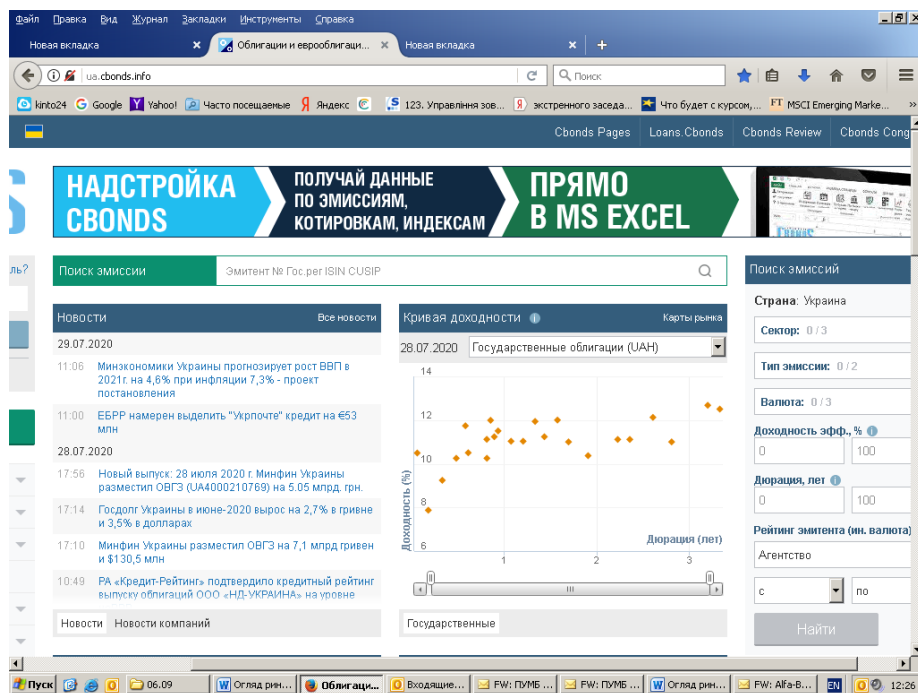 Файл Правка Вид Журнал Закладки Инструменты Справка
Новая вкладка
Облигации и еврооблигаци...
Новая вкладка
ua.cbonds.info
Поиск
kinto24 Google Yahoo! Часто посещаемые Яндекс 123. Управління зов... экстренного заседа... Что будет с курсом,... MSCI Emerging Marke...
Cbonds Pages Loans.Cbonds Cbonds Review Cbonds Cong
НАДСТРОЙКА
CBONDS
ПОЛУЧАЙ ДАННЫЕ
ПО ЭМИССИЯМ,
КОТИРОВКАМ, ИНДЕКСАМ
ПРЯМО
В MS EXCEL
ль?
Поиск эмиссии
Эмитент № Гос.рег ISIN CUSIP
Новости
Все новости
29.07.2020
11:06 Минэкономики Украины прогнозирует рост ВВП в
2021г. на 4,6% при инфляции 7,3% - проект
постановления
11:00 ЕБРР намерен выделить "Укрпочте" кредит на €53
млн
28.07.2020
17:56 Новый выпуск: 28 июля 2020 г. Минфин Украины
разместил ОВГЗ (UA4000210769) на 5.05 млрд. грн.
17:14 Госдолг Украины в июне-2020 вырос на 2,7% в гривне
и 3,5% в долларах
17:10 Минфин Украины разместил ОВГЗ на 7,1 млрд гривен
и $130,5 млн
10:49 РА «Кредит-Рейтинг» подтвердило кредитный рейтинг
выпуску облигаций ООО «НД-УКРАИНА» на уровне
Новости Новости компаний
Кривая доходности
Карты рынка
28.07.2020 Государственные облигации (UAH)
14
12
10
8
6
Доходность (%)
Дюрация (лет)
1 2 3
Государственные
Поиск эмиссий
Страна: Украина
Сектор: 0 / 3
Тип эмиссии: 0 / 2
Валюта: 0 / 3
Доходность эфф., %
0 100
Дюрация, лет
0 100
Рейтинг эмитента (ин. валюта)
Агентство
с по
Найти
Пуск 06.09 Огляд рин... Облигаци... Входящие... FW: ПУМБ ... FW: ПУМБ ... Огляд рин... FW: Alfa-B... EN 12:26